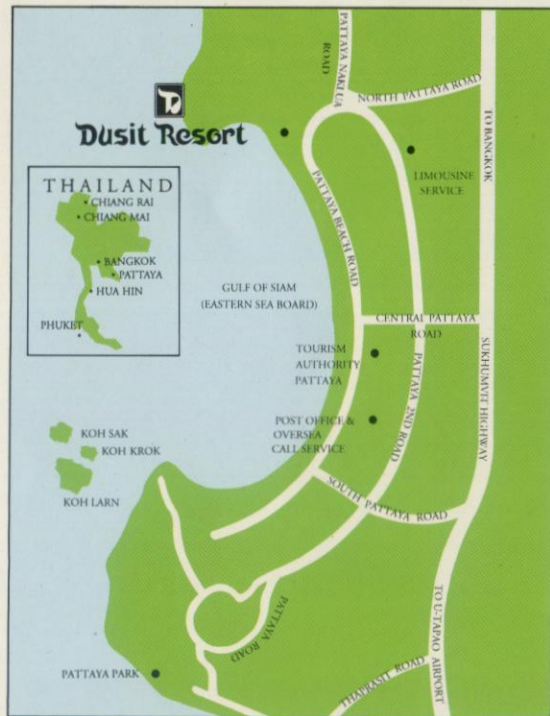 PATTAYA NAKLUA
ROAD
NORTH PATTAYA ROAD
TO BANGKOK
D
Dusit Resort
LIMOUSINE
SERVICE
THAILAND
CHIANG RAI
CHIANG MAI
BANGKOK
PATTAYA
HUA HIN
PHUKET
PATTAYA BEACH ROAD
GULF OF SIAM
(EASTERN SEA BOARD)
CENTRAL PATTAYA
ROAD
TOURISM
AUTHORITY
PATTAYA
PATTAYA 2ND ROAD
SUKHUMVIT HIGHWAY
POST OFFICE &
OVERSEA
CALL SERVICE
KOH SAK
KOH KROK
KOH LARN
SOUTH PATTAYA ROAD
PATTAYA ROAD
TO U-TAPAO AIRPORT
PATTAYA PARK
THAPRASIT ROAD